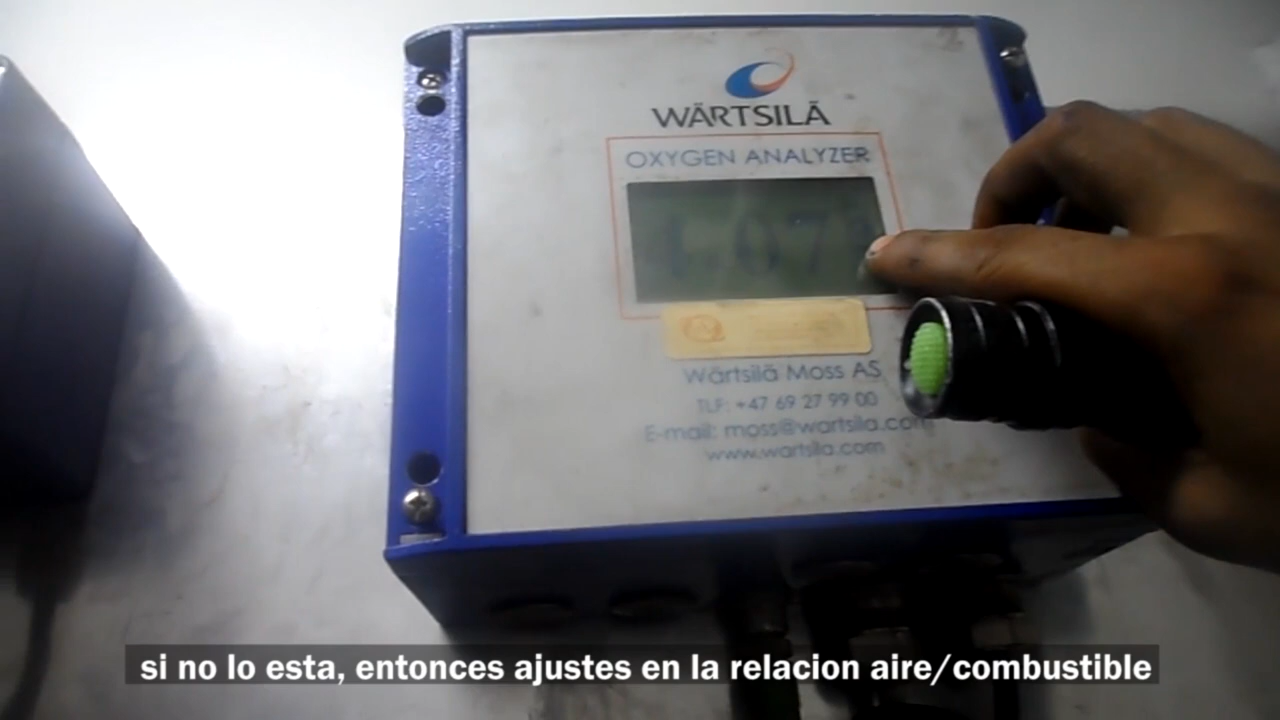 WÄRTSILÄ
OXYGEN ANALYZER
Wärtsilä Moss AS
TLF: +47 69 27 99 00
E-mail: moss@wartsila.com
www.wartsila.com
si no lo esta, entonces ajustes en la relacion aire/combustible